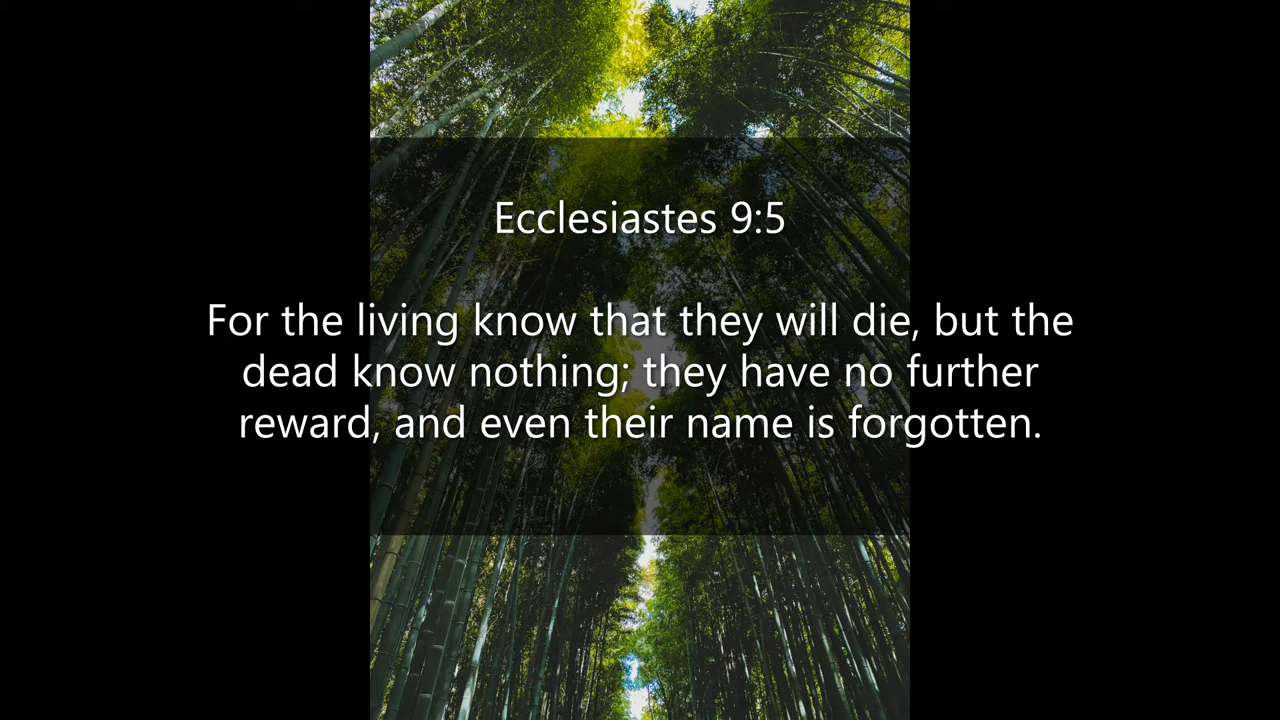 Ecclesiastes 9:5
For the living know that they will die, but the
dead know nothing; they have no further
reward, and even their name is forgotten.